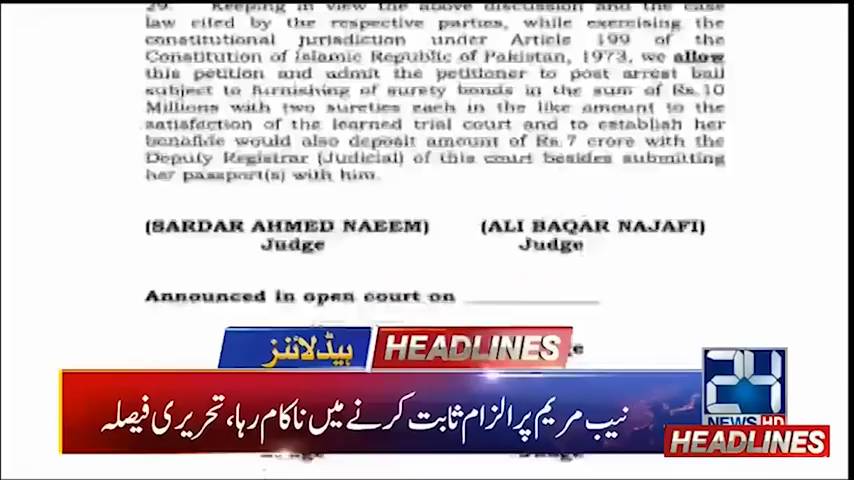 29. Keeping in view the above discussion and the case
law cited by the respective parties, while exercising the
constitutional jurisdiction under Article 199 of the
Constitution of Islamic Republic of Pakistan, 1973, we allow
this petition and admit the petitioner to post arrest bail
subject to furnishing of surety bonds in the sum of Rs.10
Millions with two sureties each in the like amount to the
satisfaction of the learned trial court and to establish her
bonafide would also deposit amount of Rs.7 crore with the
Deputy Registrar (Judicial) of this court besides submitting
her passport(s) with him.
(SARDAR AHMED NAEEM) (ALI BAQAR NAJAFI)
Judge Judge
Announced in open court on
ہیڈلائنز HEADLINES
نیب مریم پر الزام ثابت کرنے میں ناکام رہا، تحریری فیصلہ
24
NEWS HD
HEADLINES